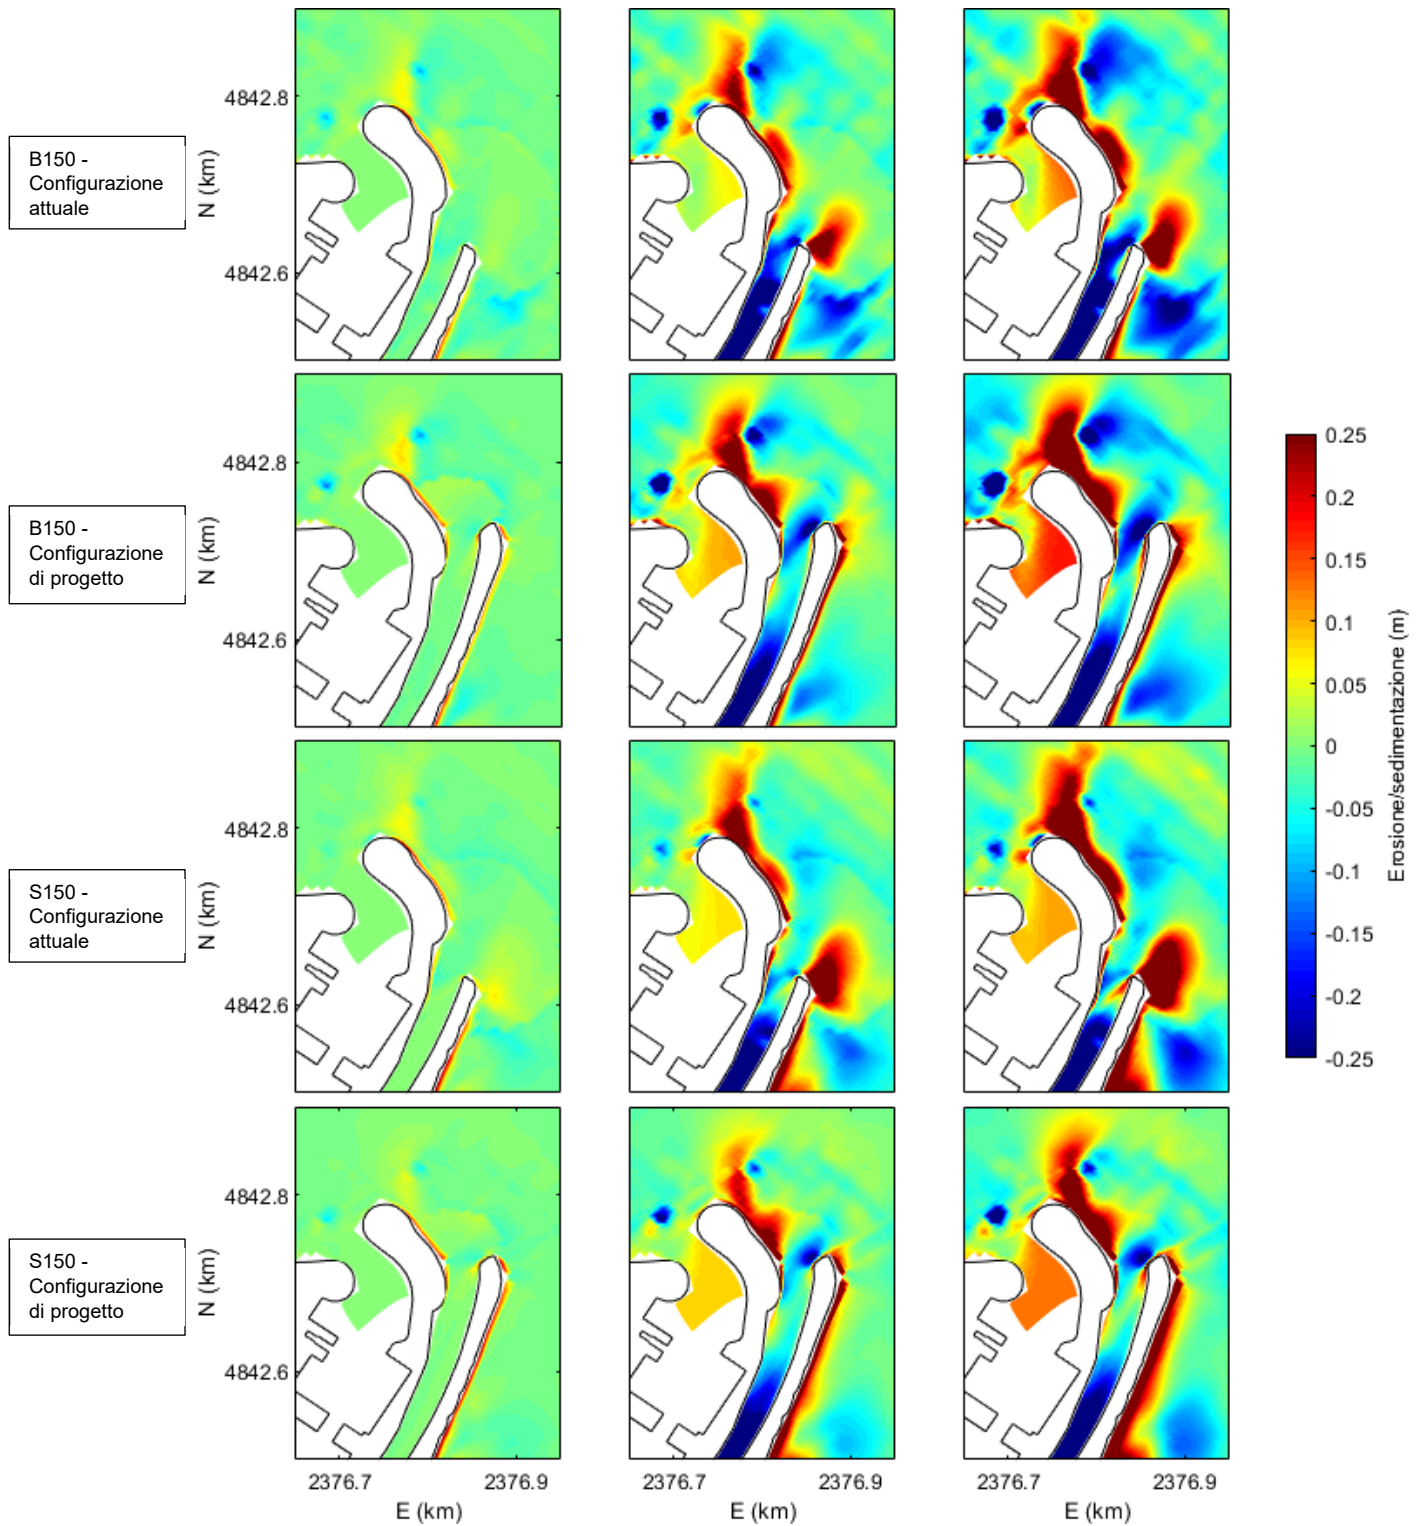 4842.8
4842.6
N (km)
B150 -
Configurazione
attuale
4842.8
4842.6
N (km)
B150 -
Configurazione
di progetto
4842.8
4842.6
N (km)
S150 -
Configurazione
attuale
4842.8
4842.6
N (km)
S150 -
Configurazione
di progetto
2376.7 2376.9
E (km)
2376.7 2376.9
E (km)
2376.7 2376.9
E (km)
0.25
0.2
0.15
0.1
0.05
0
-0.05
-0.1
-0.15
-0.2
-0.25
Erosione/sedimentazione (m)